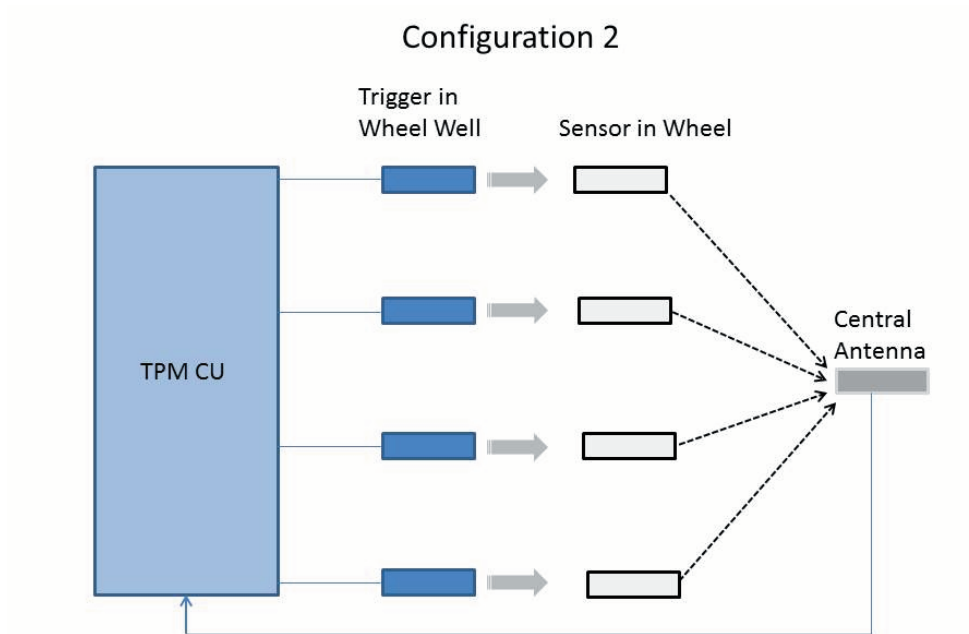 Configuration 2
Trigger in
Wheel Well
Sensor in Wheel
Central
Antenna
TPM CU